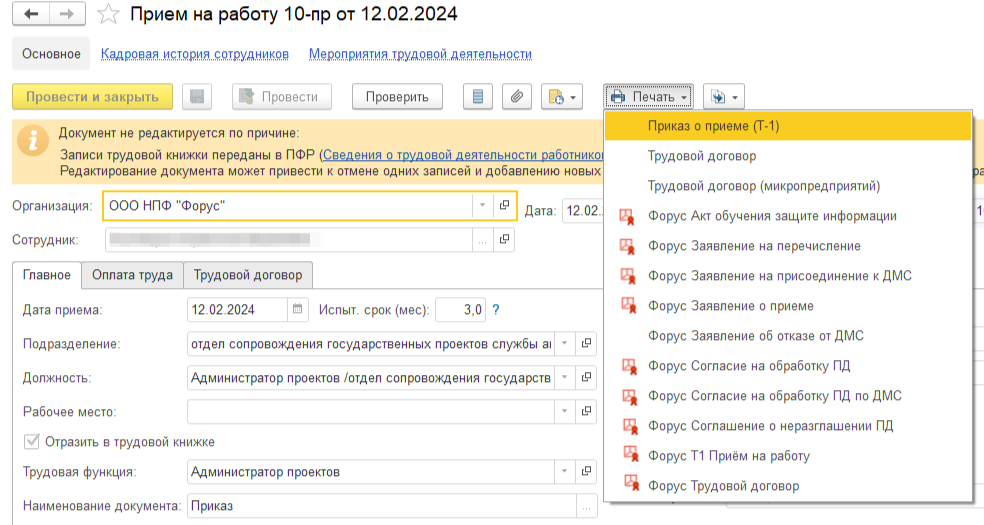 Прием на работу 10-пр от 12.02.2024
Основное Кадровая история сотрудников Мероприятия трудовой деятельности
Провести и закрыть Провести Проверить Печать
Документ не редактируется по причине:
Записи трудовой книжки переданы в ПФР (Сведения о трудовой деятельности работников
Редактирование документа может привести к отмене одних записей и добавлению новых
Организация: ООО НПФ "Форус" Дата: 12.02.
Сотрудник:
Главное Оплата труда Трудовой договор
Дата приема: 12.02.2024 Испыт. срок (мес): 3,0 ?
Подразделение: отдел сопровождения государственных проектов службы
Должность: Администратор проектов /отдел сопровождения государств
Рабочее место:
Отразить в трудовой книжке
Трудовая функция: Администратор проектов
Наименование документа: Приказ
Приказ о приеме (Т-1)
Трудовой договор
Трудовой договор (микропредприятий)
Форус Акт обучения защите информации
Форус Заявление на перечисление
Форус Заявление на присоединение к ДМС
Форус Заявление о приеме
Форус Заявление об отказе от ДМС
Форус Согласие на обработку ПД
Форус Согласие на обработку ПД по ДМС
Форус Соглашение о неразглашении ПД
Форус Т1 Приём на работу
Форус Трудовой договор